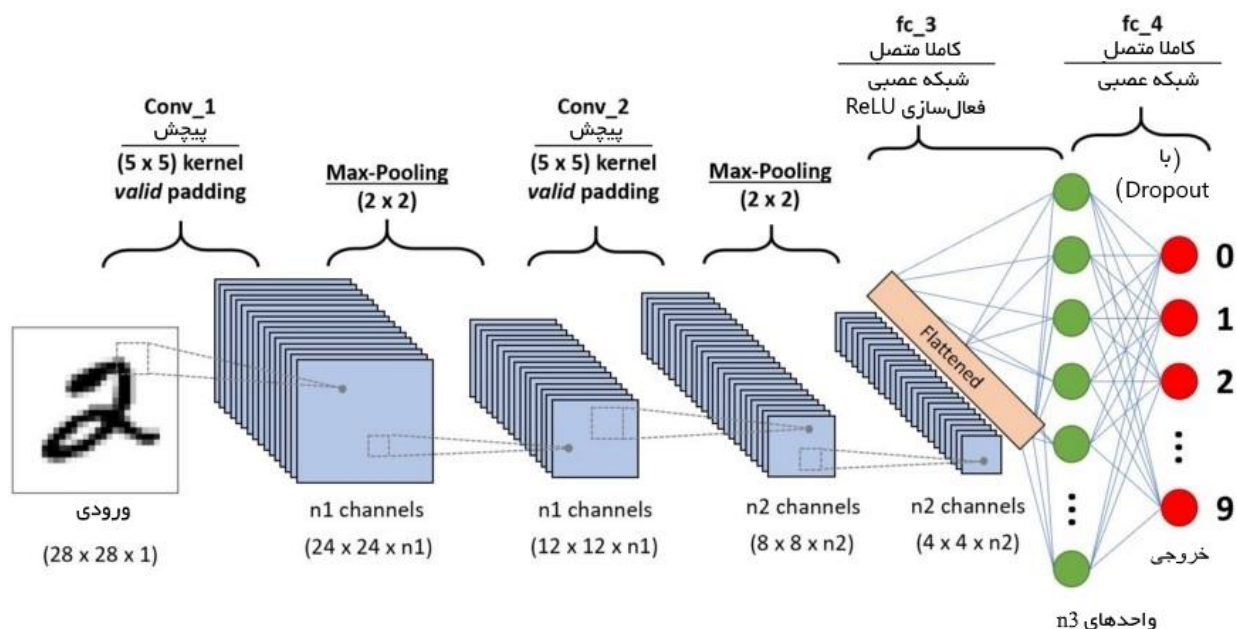 fc_3
کاملا متصل
شبکه عصبی
فعال‌سازی ReLU
fc_4
کاملا متصل
شبکه عصبی
(با
Dropout)
Conv_1
پیچش
(5 x 5) kernel
valid padding
Max-Pooling
(2 x 2)
Conv_2
پیچش
(5 x 5) kernel
valid padding
Max-Pooling
(2 x 2)
2
ورودی
(28 x 28 x 1)
n1 channels
(24 x 24 x n1)
n1 channels
(12 x 12 x n1)
n2 channels
(8 x 8 x n2)
n2 channels
(4 x 4 x n2)
Flattened
0
1
2
...
...
9
خروجی
واحدهای n3